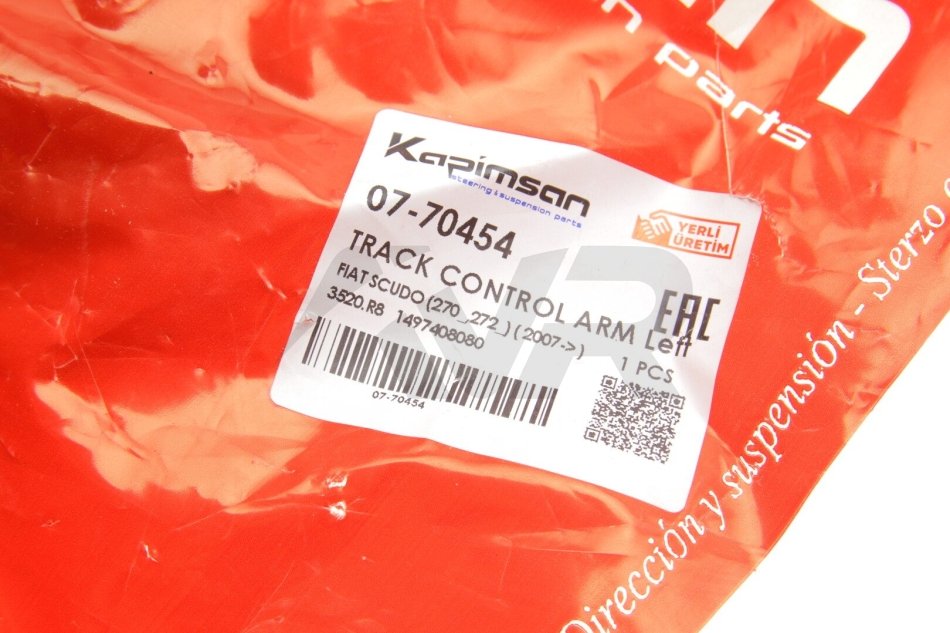 parts
Kapimsan
steering & suspension parts
07-70454
YERLİ
ÜRETİM
TRACK CONTROL ARM Left
FIAT SCUDO (270_,272_) (2007->)
3520.R8 1497408080
1 PCS
EAC
07-70454
Dirección y suspensión - Sterzo